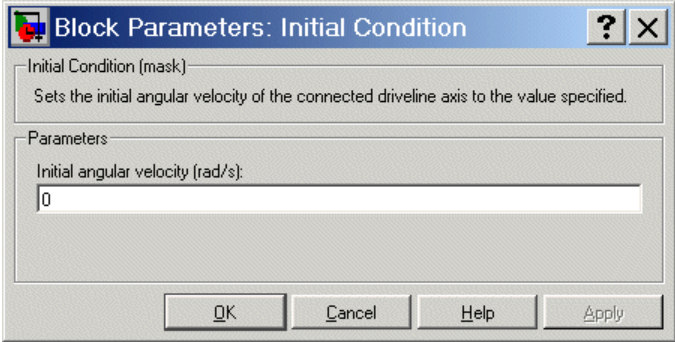 Block Parameters: Initial Condition
Initial Condition (mask)
Sets the initial angular velocity of the connected driveline axis to the value specified.
Parameters
Initial angular velocity (rad/s):
0
OK Cancel Help Apply